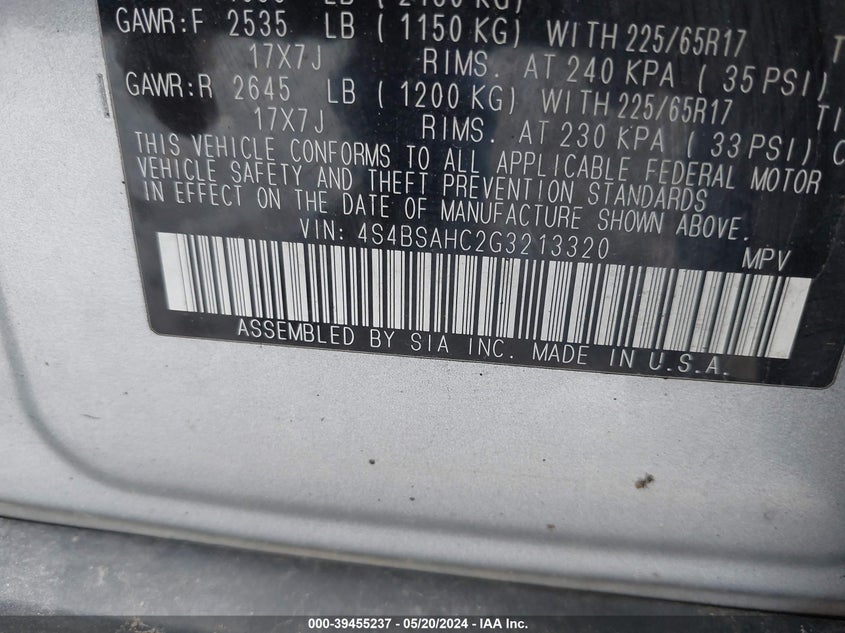 LB ( KG)
GAWR:F 2535 LB ( 1150 KG) WITH 225/65R17
17X7J RIMS. AT 240 KPA ( 35 PSI)
GAWR:R 2645 LB ( 1200 KG) WITH 225/65R17
17X7J RIMS. AT 230 KPA ( 33 PSI)
THIS VEHICLE CONFORMS TO ALL APPLICABLE FEDERAL MOTOR
VEHICLE SAFETY AND THEFT PREVENTION STANDARDS
IN EFFECT ON THE DATE OF MANUFACTURE SHOWN ABOVE.
VIN: 4S4BSAHC2G3213320 MPV
ASSEMBLED BY SIA INC. MADE IN U.S.A.
000-39455237 - 05/20/2024 - IAA Inc.